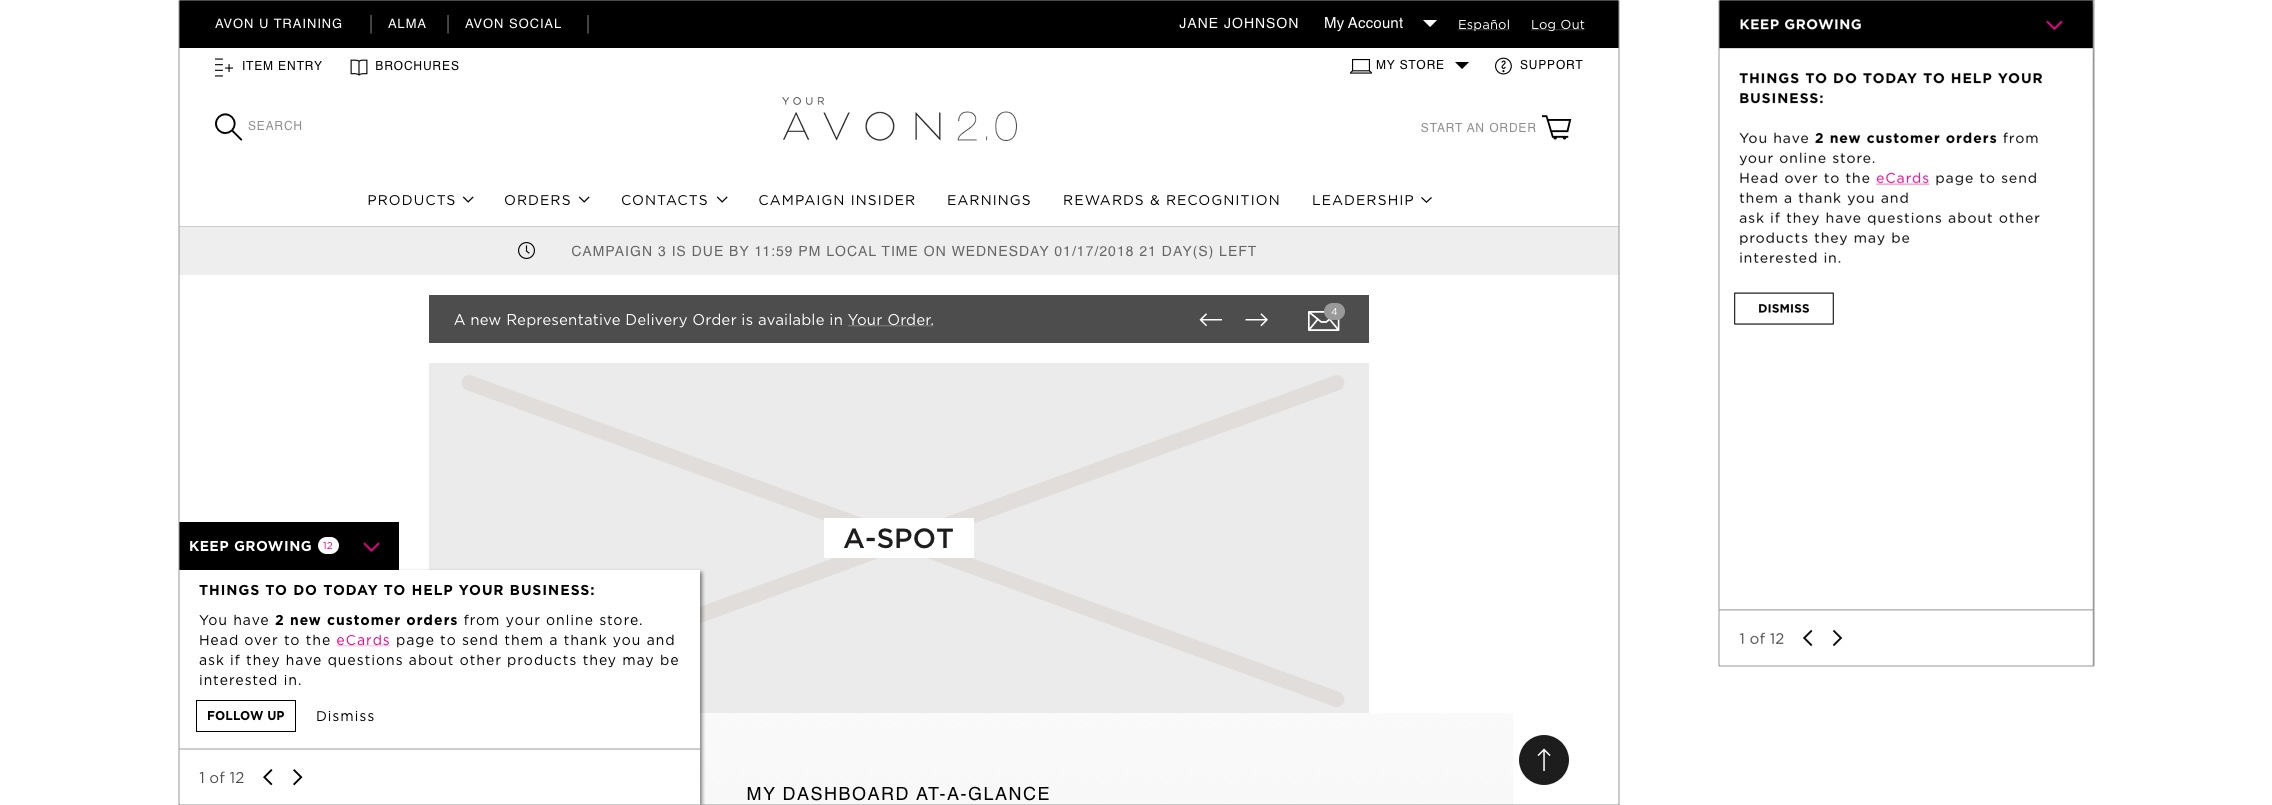 AVON U TRAINING ALMA AVON SOCIAL JANE JOHNSON My Account Español Log Out
ITEM ENTRY BROCHURES MY STORE SUPPORT
YOUR
SEARCH AVON 2.0 START AN ORDER
PRODUCTS ORDERS CONTACTS CAMPAIGN INSIDER EARNINGS REWARDS & RECOGNITION LEADERSHIP
CAMPAIGN 3 IS DUE BY 11:59 PM LOCAL TIME ON WEDNESDAY 01/17/2018 21 DAY(S) LEFT
A new Representative Delivery Order is available in Your Order. 4
A-SPOT
KEEP GROWING 12
THINGS TO DO TODAY TO HELP YOUR BUSINESS:
You have 2 new customer orders from your online store.
Head over to the eCards page to send them a thank you and
ask if they have questions about other products they may be
interested in.
FOLLOW UP Dismiss
1 of 12
MY DASHBOARD AT-A-GLANCE
KEEP GROWING
THINGS TO DO TODAY TO HELP YOUR
BUSINESS:
You have 2 new customer orders from
your online store.
Head over to the eCards page to send
them a thank you and
ask if they have questions about other
products they may be
interested in.
DISMISS
1 of 12